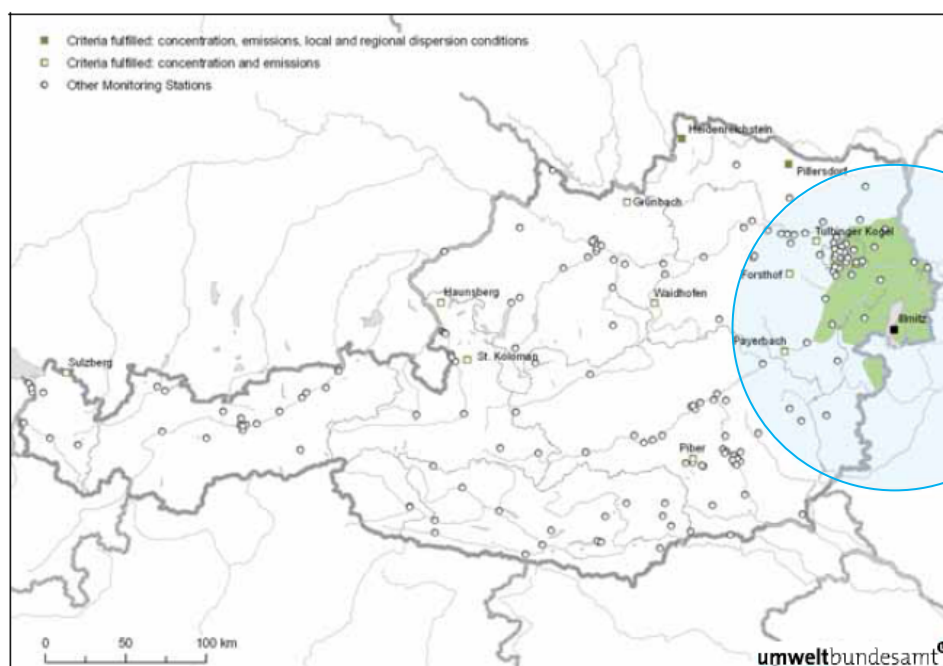 Criteria fulfilled: concentration, emissions, local and regional dispersion conditions
Criteria fulfilled: concentration and emissions
Other Monitoring Stations
Heidenreichstein
Pillersdorf
Grünbach
Tulbinger Kogel
Forsthof
Haunsberg
Waidhofen
Illmitz
Payerbach
St. Koloman
Sulzberg
Piber
0 50 100 km
umweltbundesamt